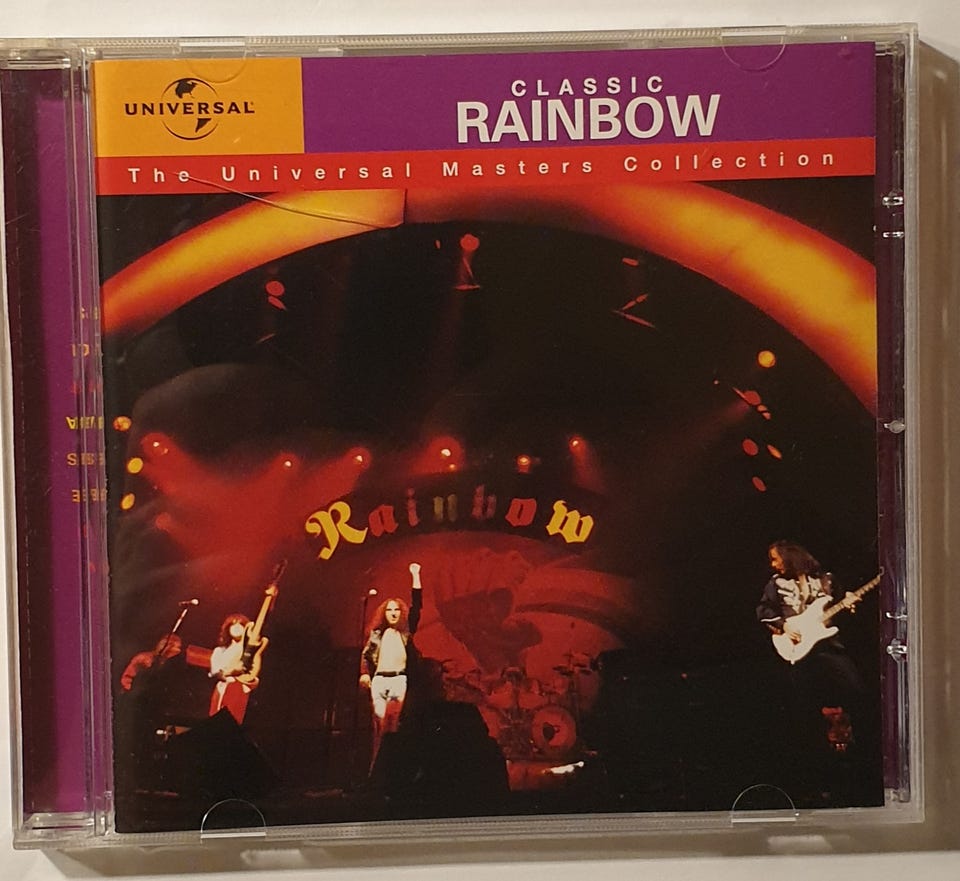 UNIVERSAL
CLASSIC
RAINBOW
The Universal Masters Collection
Rainbow